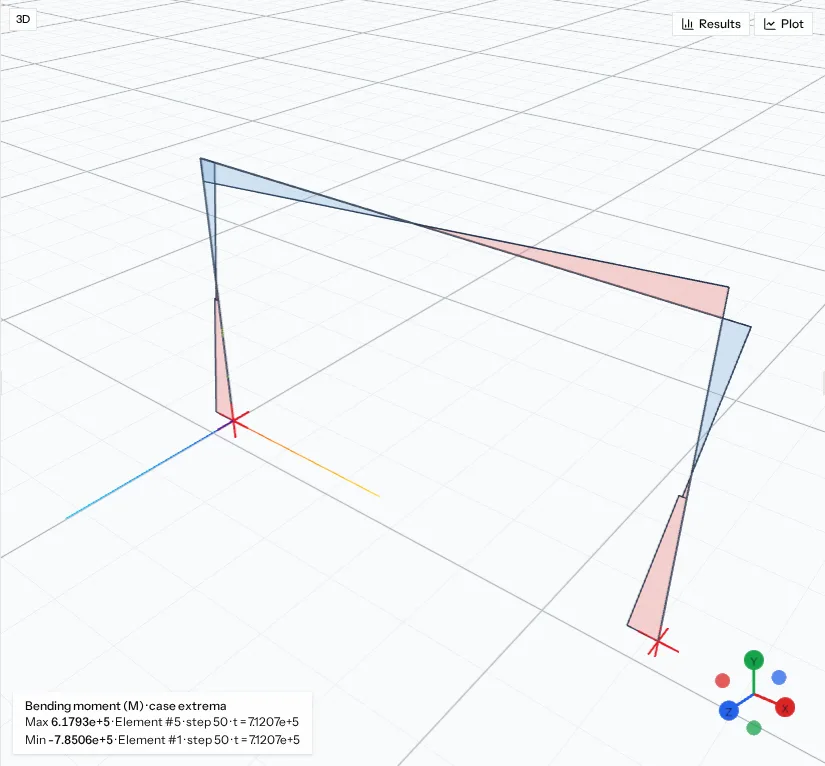 3D
Results
Plot
Bending moment (M) · case extrema
Max 6.1793e+5 · Element #5 · step 50 · t = 7.1207e+5
Min -7.8506e+5 · Element #1 · step 50 · t = 7.1207e+5
Y
Z
X